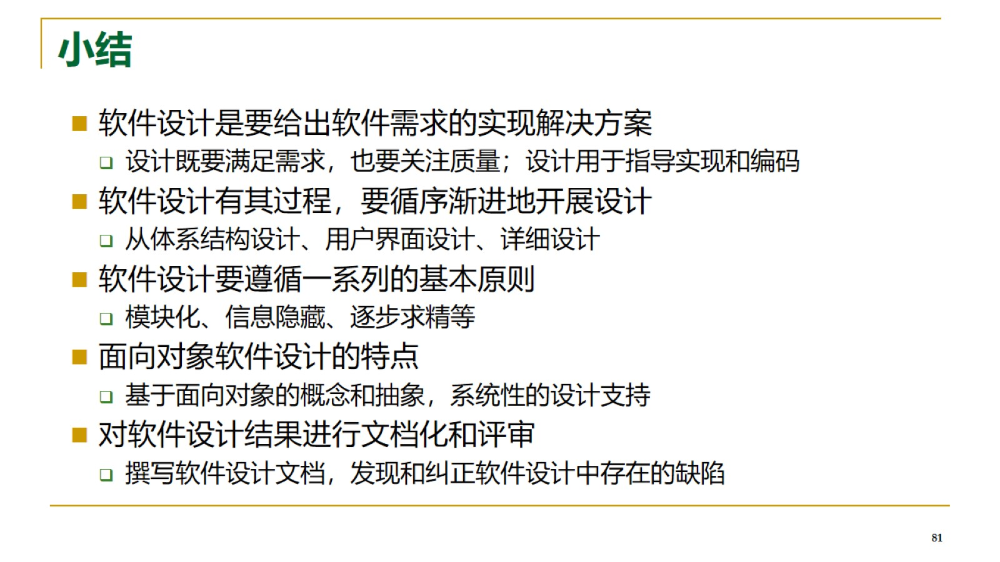 小结
软件设计是要给出软件需求的实现解决方案
设计既要满足需求，也要关注质量；设计用于指导实现和编码
软件设计有其过程，要循序渐进地开展设计
从体系结构设计、用户界面设计、详细设计
软件设计要遵循一系列的基本原则
模块化、信息隐藏、逐步求精等
面向对象软件设计的特点
基于面向对象的概念和抽象，系统性的设计支持
对软件设计结果进行文档化和评审
撰写软件设计文档，发现和纠正软件设计中存在的缺陷
81